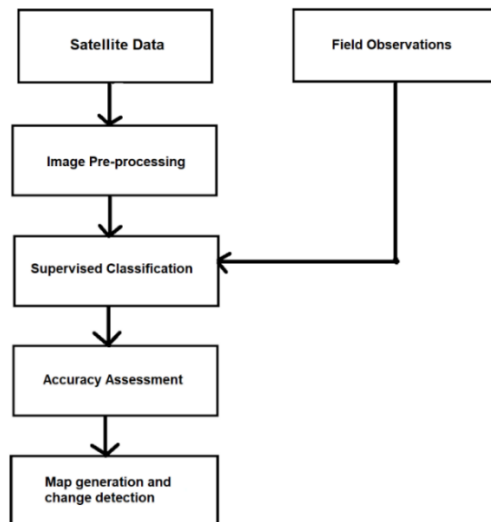 Satellite Data
Field Observations
Image Pre-processing
Supervised Classification
Accuracy Assessment
Map generation and
change detection